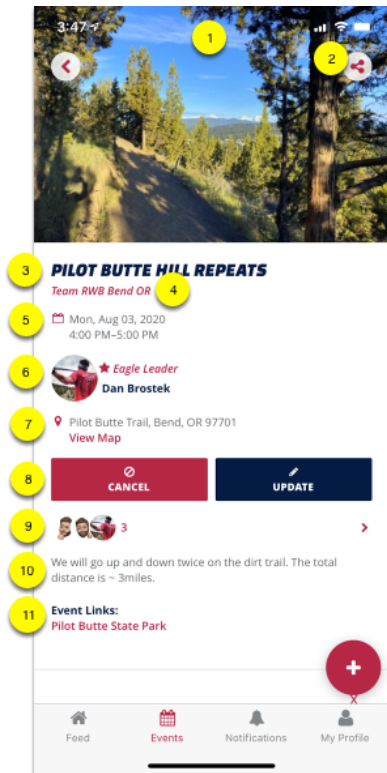 3:47
1
2
3 PILOT BUTTE HILL REPEATS
Team RWB Bend OR 4
5 Mon, Aug 03, 2020
4:00 PM–5:00 PM
6 Eagle Leader
Dan Brostek
7 Pilot Butte Trail, Bend, OR 97701
View Map
8 CANCEL UPDATE
9 3
10 We will go up and down twice on the dirt trail. The total
distance is ~ 3miles.
11 Event Links:
Pilot Butte State Park
+
X
Feed Events Notifications My Profile